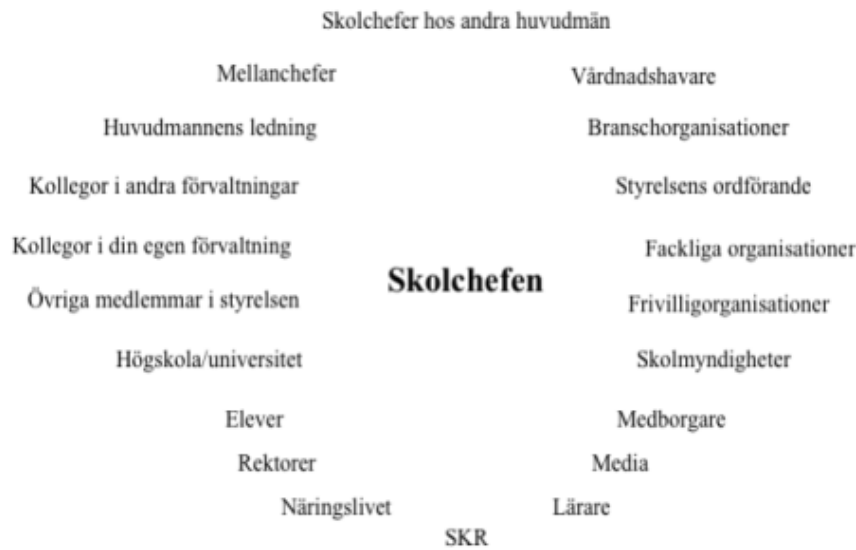 Skolchefer hos andra huvudmän
Mellanchefer
Vårdnadshavare
Huvudmannens ledning
Branschorganisationer
Kollegor i andra förvaltningar
Styrelsens ordförande
Kollegor i din egen förvaltning
Fackliga organisationer
Skolchefen
Övriga medlemmar i styrelsen
Frivilligorganisationer
Högskola/universitet
Skolmyndigheter
Elever
Medborgare
Rektorer
Media
Näringslivet
Lärare
SKR